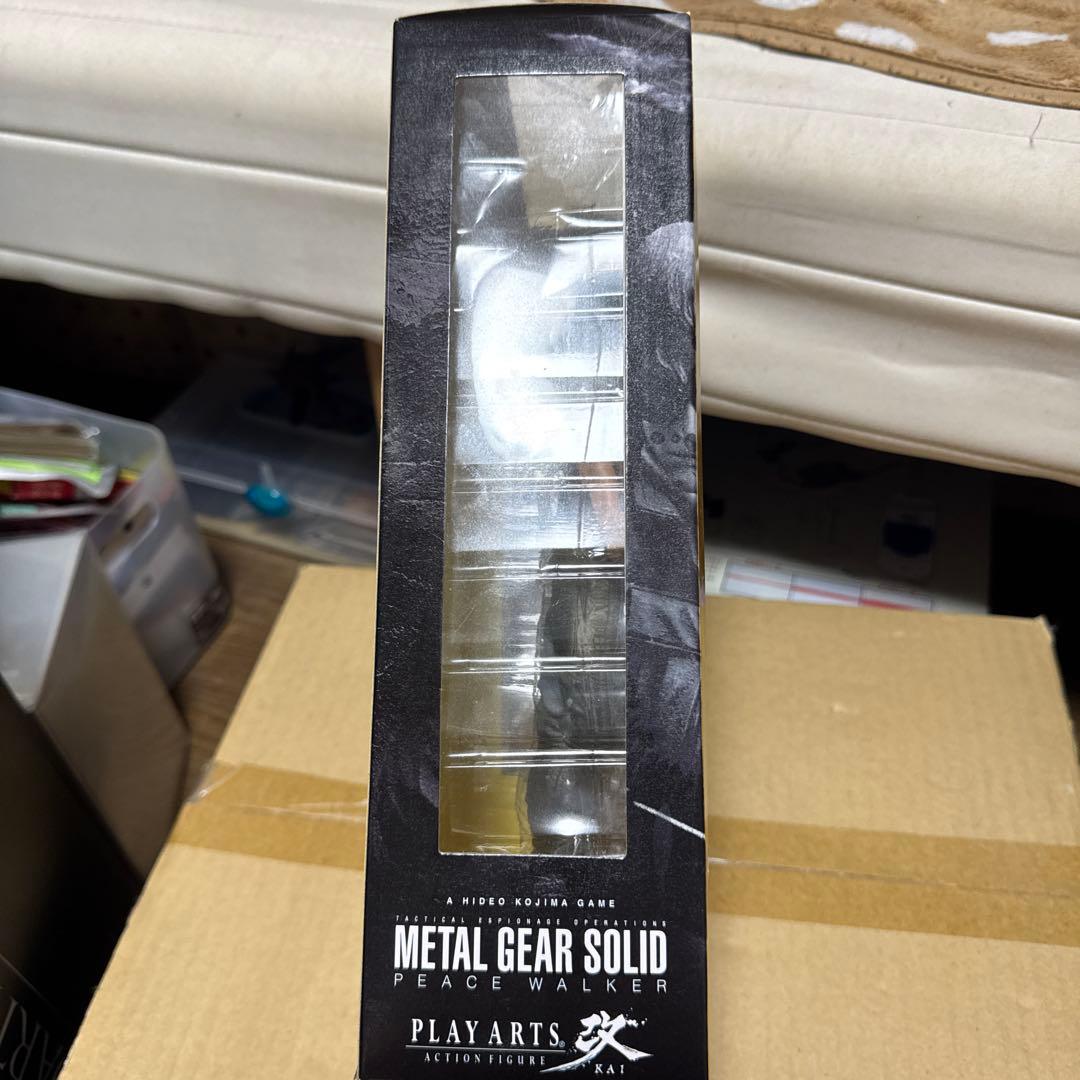 A HIDEO KOJIMA GAME
TACTICAL ESPIONAGE OPERATIONS
METAL GEAR SOLID
PEACE WALKER
PLAY ARTS® 改
ACTION FIGURE KAI